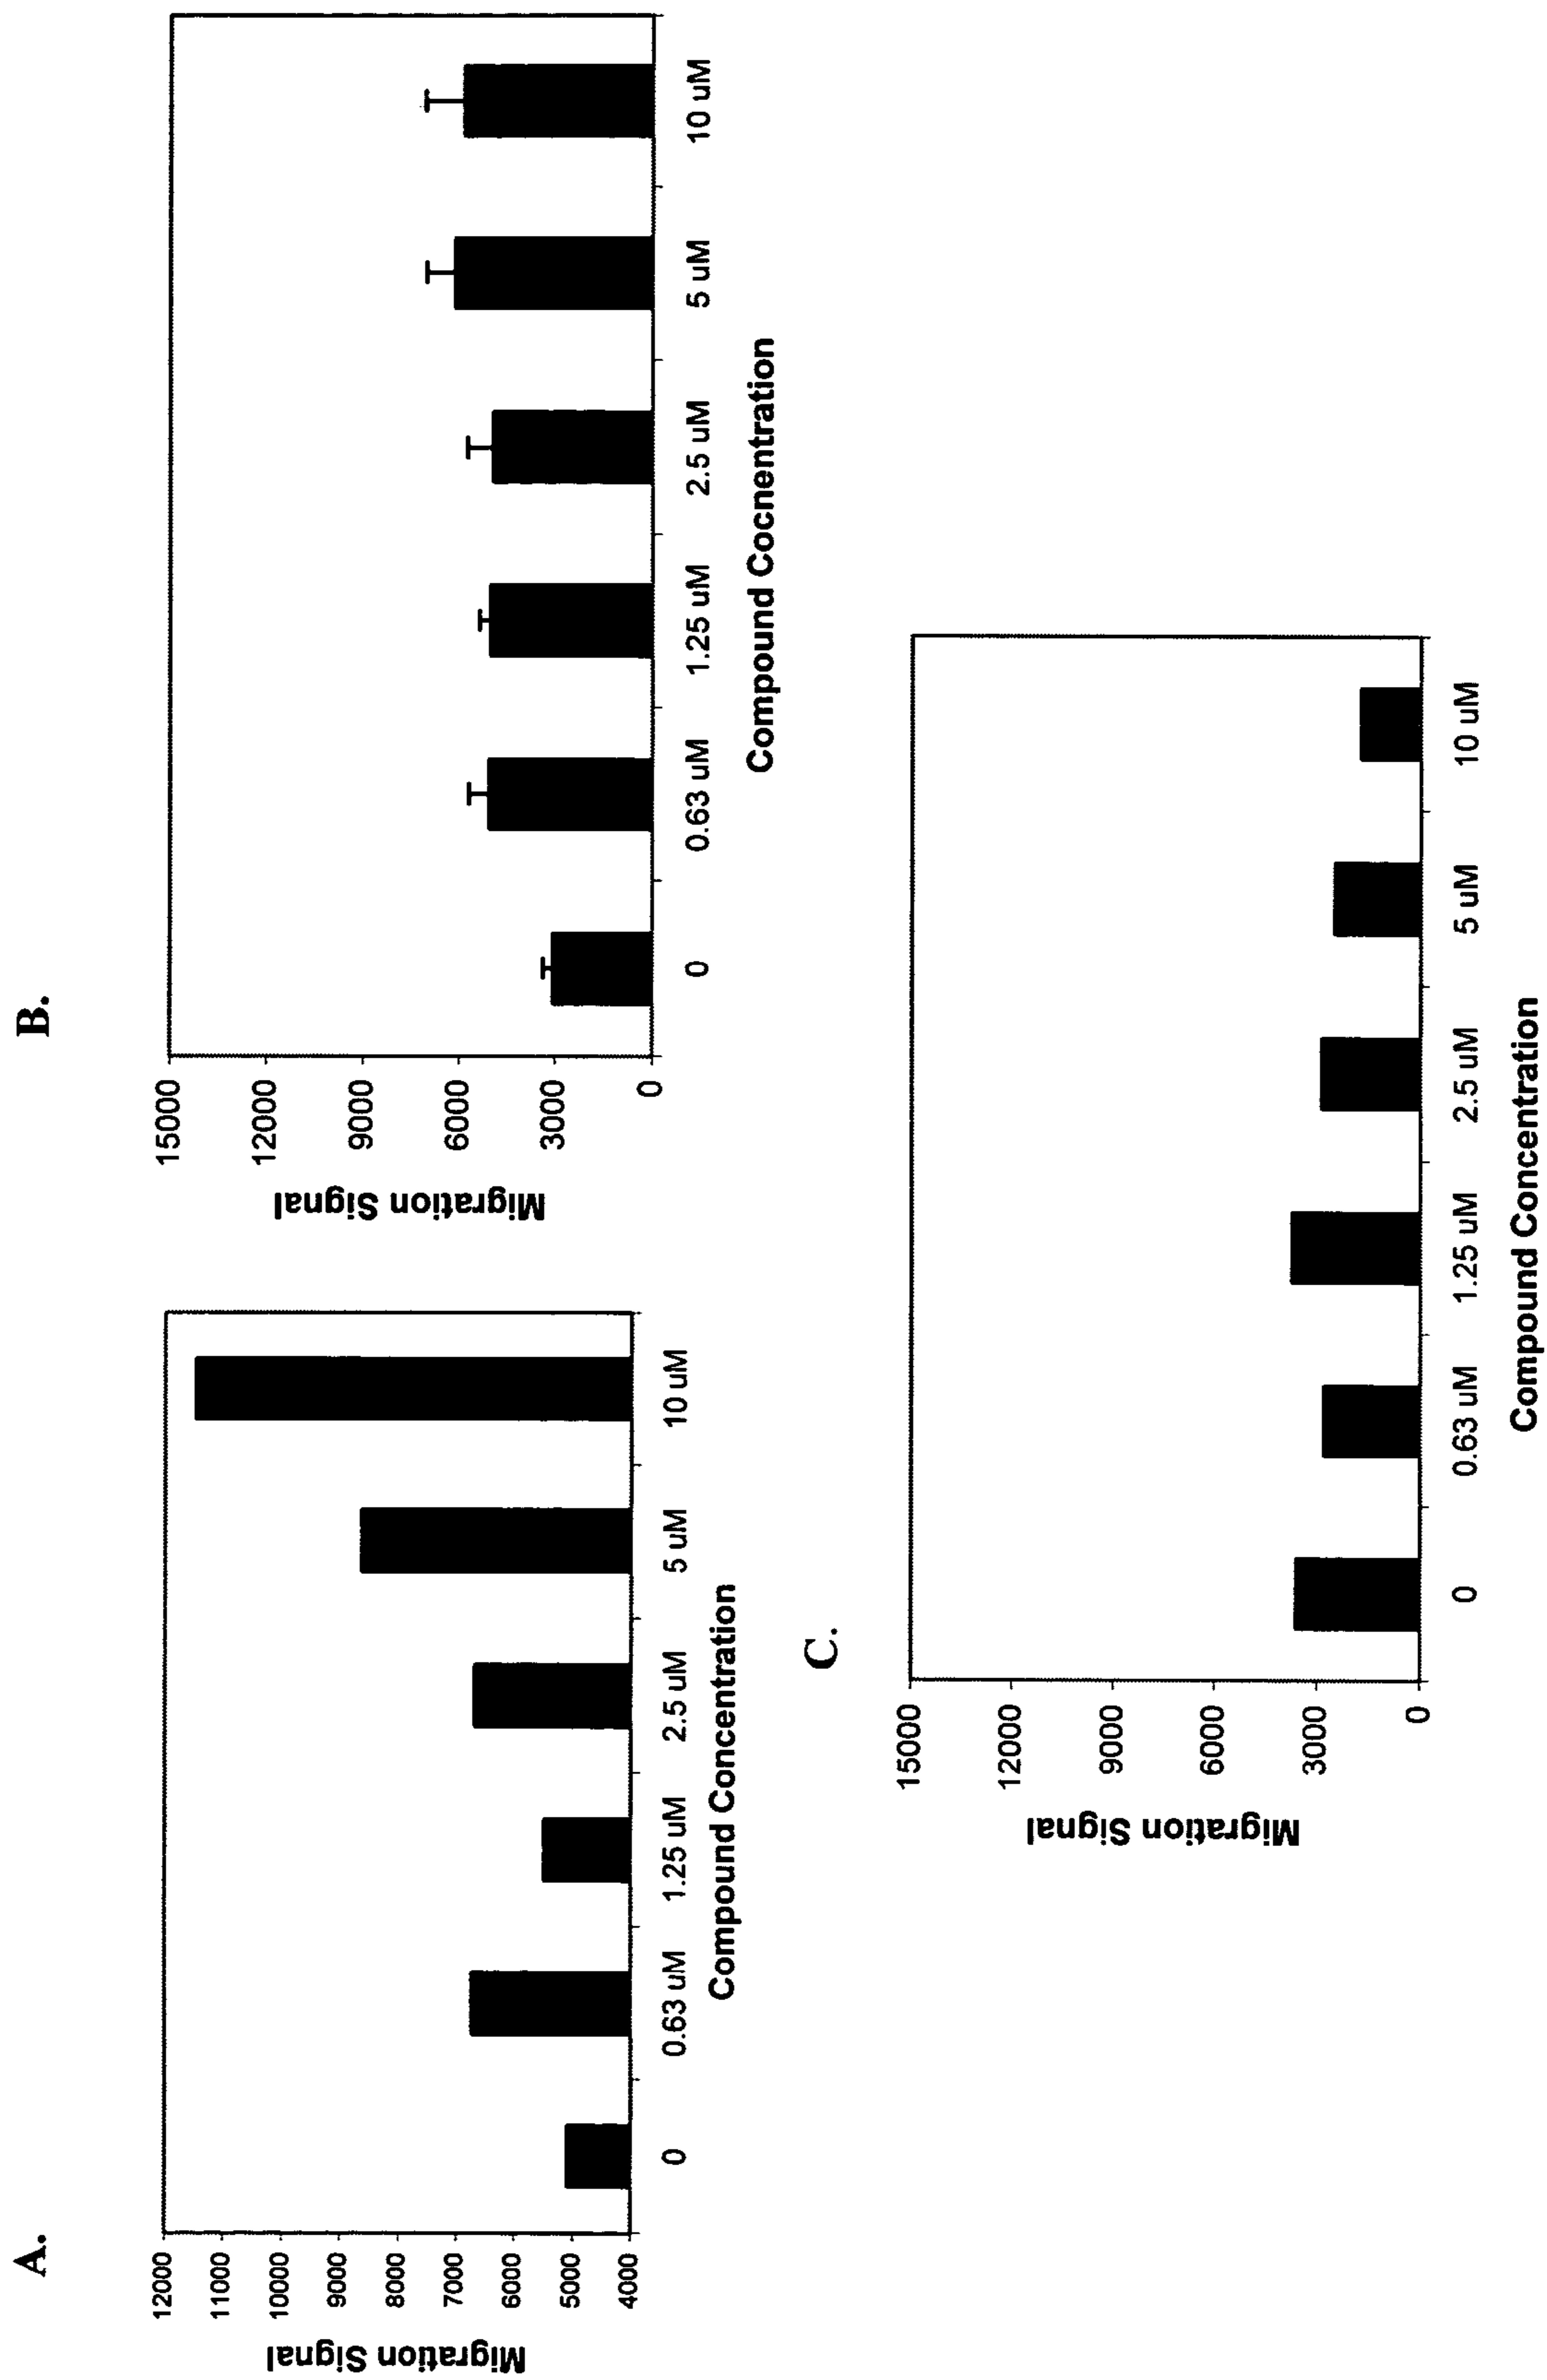 A.
Migration Signal
12000
11000
10000
9000
8000
7000
6000
5000
4000
0
0.63 uM
1.25 uM
2.5 uM
5 uM
10 uM
Compound Concentration
B.
Migration Signal
15000
12000
9000
6000
3000
0
0
0.63 uM
1.25 uM
2.5 uM
5 uM
10 uM
Compound Cocnentration
C.
Migration Signal
15000
12000
9000
6000
3000
0
0
0.63 uM
1.25 uM
2.5 uM
5 uM
10 uM
Compound Concentration